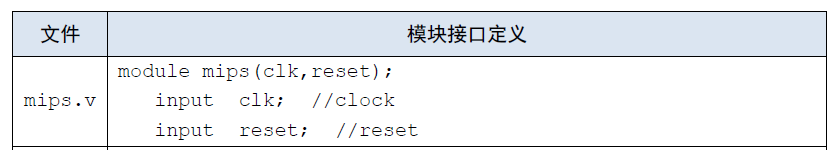 文件 模块接口定义
module mips(clk,reset);
mips.v input clk; //clock
input reset; //reset